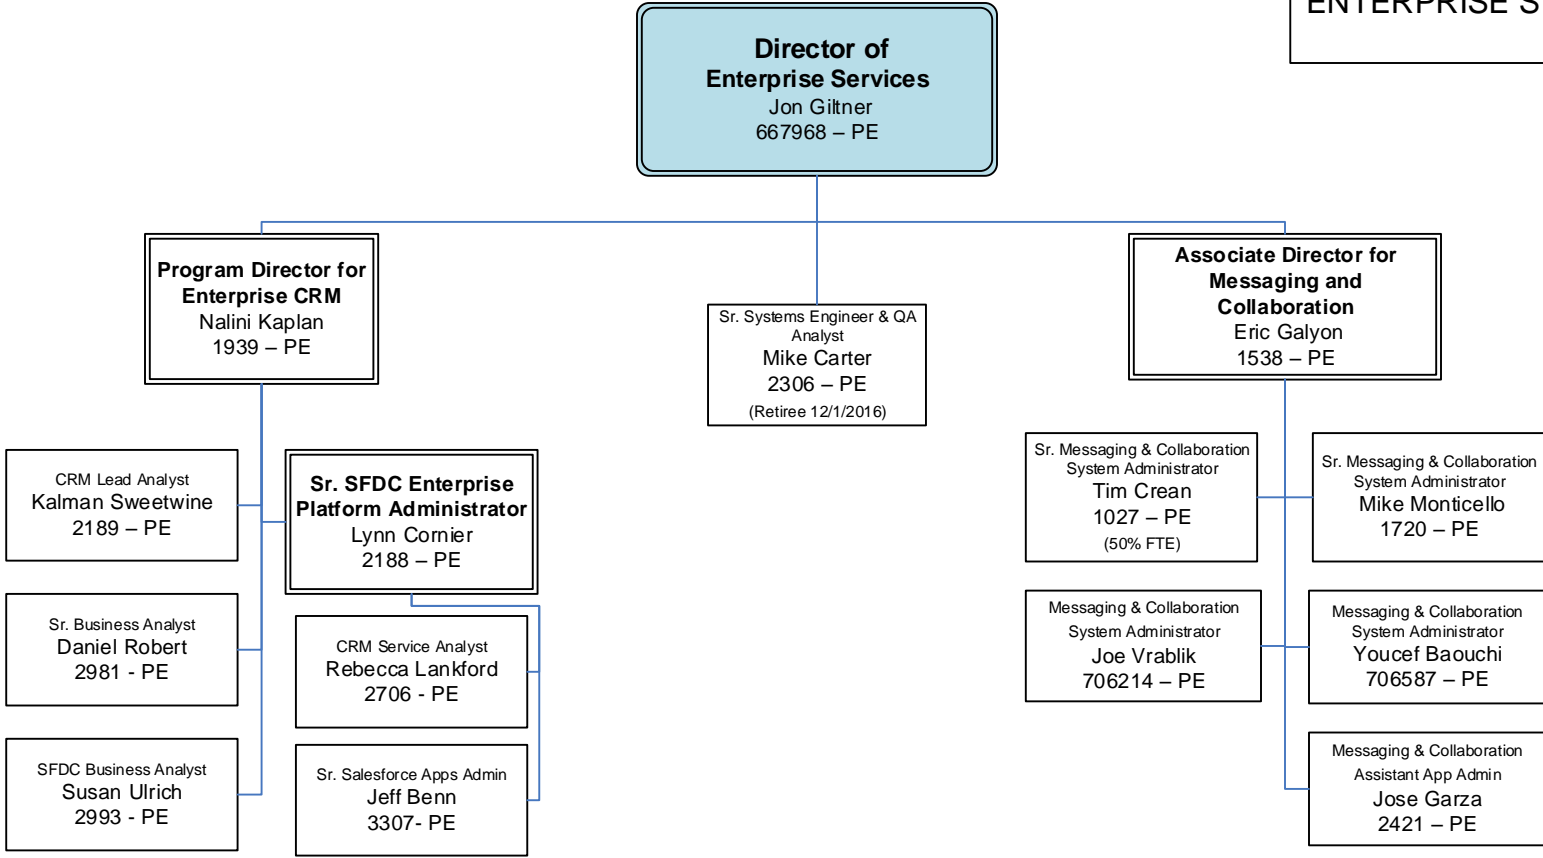 ENTERPRISE S
Director of
Enterprise Services
Jon Giltner
667968 – PE
Program Director for
Enterprise CRM
Nalini Kaplan
1939 – PE
Sr. Systems Engineer & QA
Analyst
Mike Carter
2306 – PE
(Retiree 12/1/2016)
Associate Director for
Messaging and
Collaboration
Eric Galyon
1538 – PE
CRM Lead Analyst
Kalman Sweetwine
2189 – PE
Sr. SFDC Enterprise
Platform Administrator
Lynn Cornier
2188 – PE
Sr. Messaging & Collaboration
System Administrator
Tim Crean
1027 – PE
(50% FTE)
Sr. Messaging & Collaboration
System Administrator
Mike Monticello
1720 – PE
Sr. Business Analyst
Daniel Robert
2981 - PE
CRM Service Analyst
Rebecca Lankford
2706 - PE
Messaging & Collaboration
System Administrator
Joe Vrablik
706214 – PE
Messaging & Collaboration
System Administrator
Youcef Baouchi
706587 – PE
SFDC Business Analyst
Susan Ulrich
2993 - PE
Sr. Salesforce Apps Admin
Jeff Benn
3307- PE
Messaging & Collaboration
Assistant App Admin
Jose Garza
2421 – PE